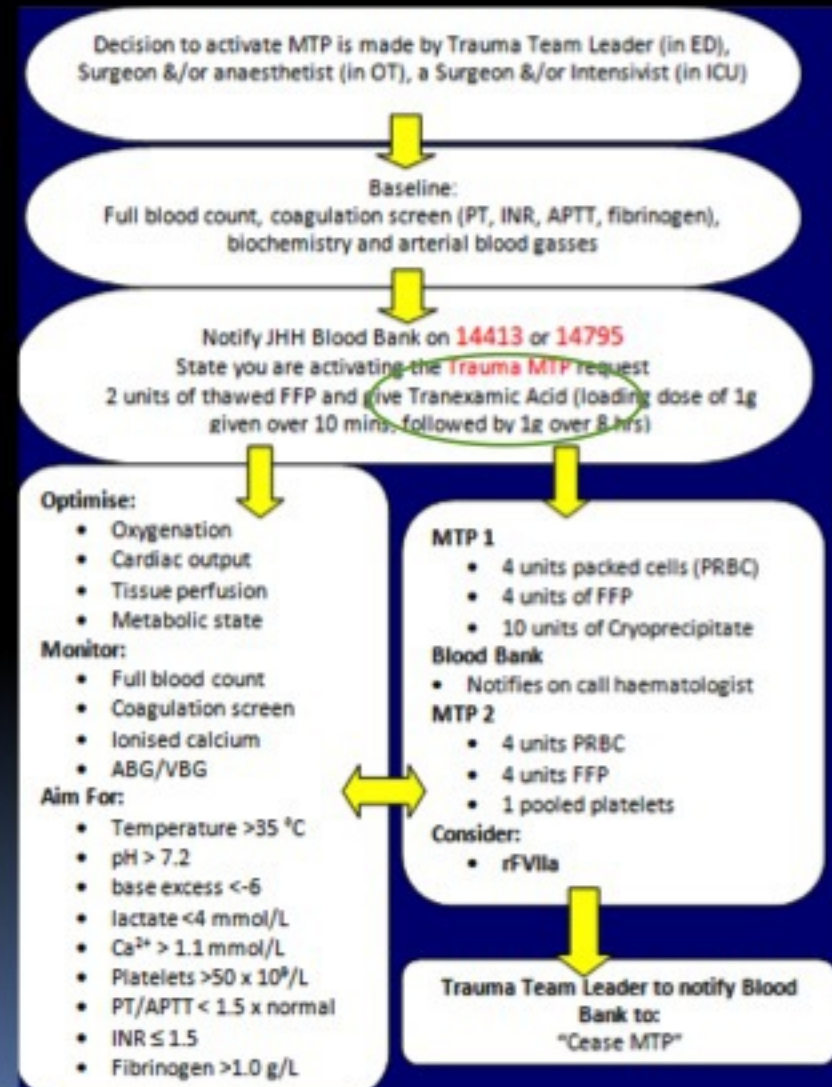 Decision to activate MTP is made by Trauma Team Leader (in ED),
Surgeon &/or anaesthetist (in OT), a Surgeon &/or Intensivist (in ICU)
Baseline:
Full blood count, coagulation screen (PT, INR, APTT, fibrinogen),
biochemistry and arterial blood gasses
Notify JHH Blood Bank on 14413 or 14795
State you are activating the Trauma MTP request
2 units of thawed FFP and give Tranexamic Acid (loading dose of 1g
given over 10 mins, followed by 1g over 8 hrs)
Optimise:
• Oxygenation
• Cardiac output
• Tissue perfusion
• Metabolic state
Monitor:
• Full blood count
• Coagulation screen
• Ionised calcium
• ABG/VBG
Aim For:
• Temperature >35 °C
• pH > 7.2
• base excess <-6
• lactate <4 mmol/L
• Ca²⁺ > 1.1 mmol/L
• Platelets >50 x 10⁹/L
• PT/APTT < 1.5 x normal
• INR ≤ 1.5
• Fibrinogen >1.0 g/L
MTP 1
• 4 units packed cells (PRBC)
• 4 units of FFP
• 10 units of Cryoprecipitate
Blood Bank
• Notifies on call haematologist
MTP 2
• 4 units PRBC
• 4 units FFP
• 1 pooled platelets
Consider:
• rFVIIa
Trauma Team Leader to notify Blood
Bank to:
"Cease MTP"